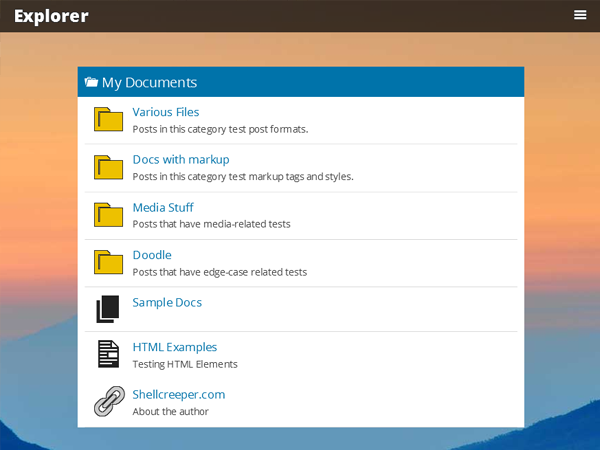 Explorer
My Documents
Various Files
Posts in this category test post formats.
Docs with markup
Posts in this category test markup tags and styles.
Media Stuff
Posts that have media-related tests
Doodle
Posts that have edge-case related tests
Sample Docs
HTML Examples
Testing HTML Elements
Shellcreeper.com
About the author